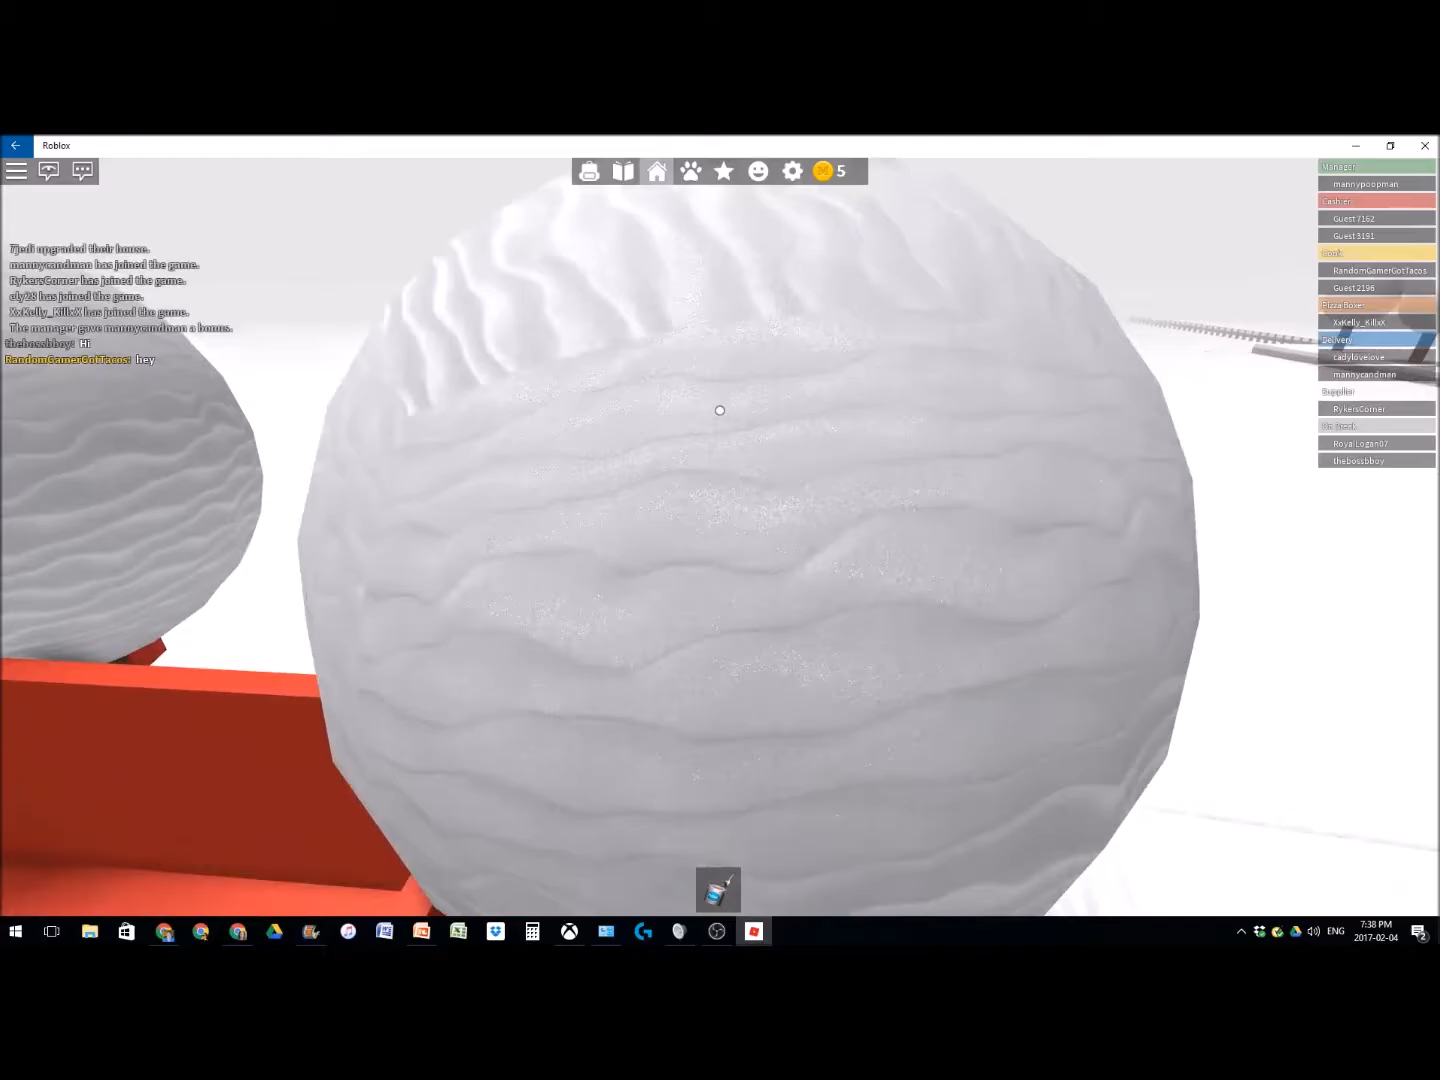 Roblox
5
7jedi upgraded their house.
mannycandman has joined the game.
RykersCorner has joined the game.
ely28 has joined the game.
XxKelly_KillxX has joined the game.
The manager gave mannycandman a bonus.
thebossbboy: Hi
RandomGamerGotTacos: hey
Manager
mannypoopman
Cashier
Guest 7162
Guest 3191
Cook
RandomGamerGotTacos
Guest 2196
Pizza Boxer
XxKelly_KillxX
Delivery
cadylovelove
mannycandman
Supplier
RykersCorner
On Break
RoyalLogan07
thebossbboy
ENG
7:38 PM
2017-02-04
2